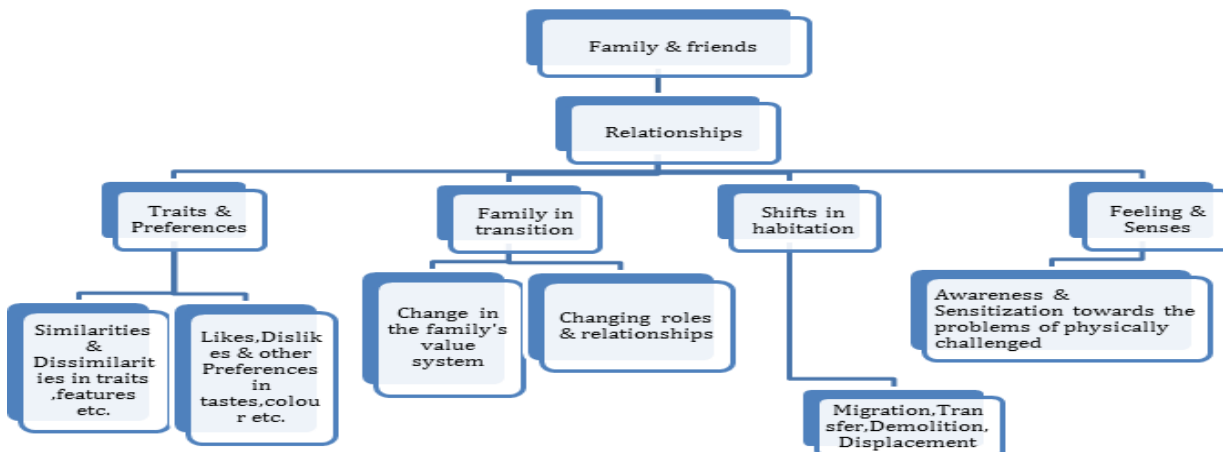 Family & friends
Relationships
Traits &
Preferences
Family in
transition
Shifts in
habitation
Feeling &
Senses
Similarities
&
Dissimilarit
ies in traits
,features
etc.
Likes,Dislik
es & other
Preferences
in
tastes,colou
r etc.
Change in
the family's
value
system
Changing roles
& relationships
Migration,Tran
sfer,Demolition,
Displacement
Awareness &
Sensitization towards the
problems of physically
challenged